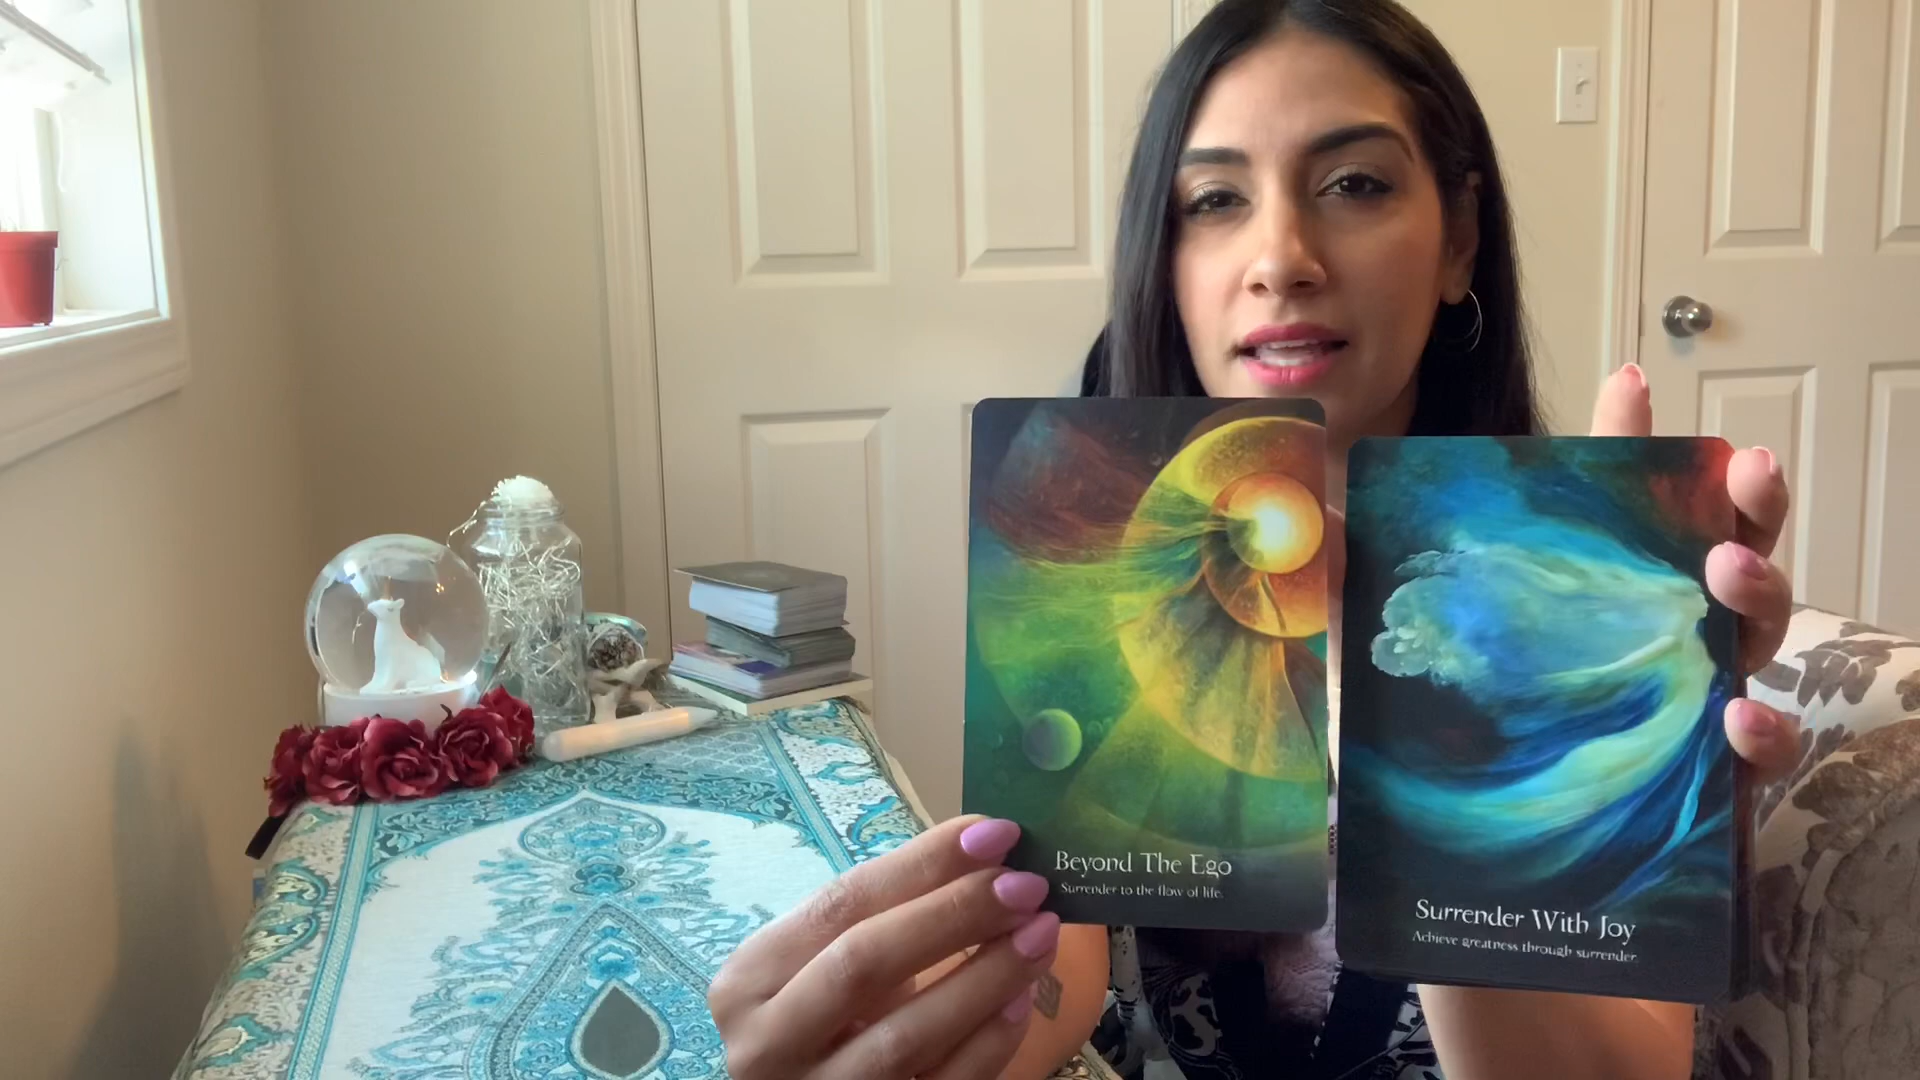 Beyond The Ego
Surrender to the flow of life.
Surrender With Joy
Achieve greatness through surrender.